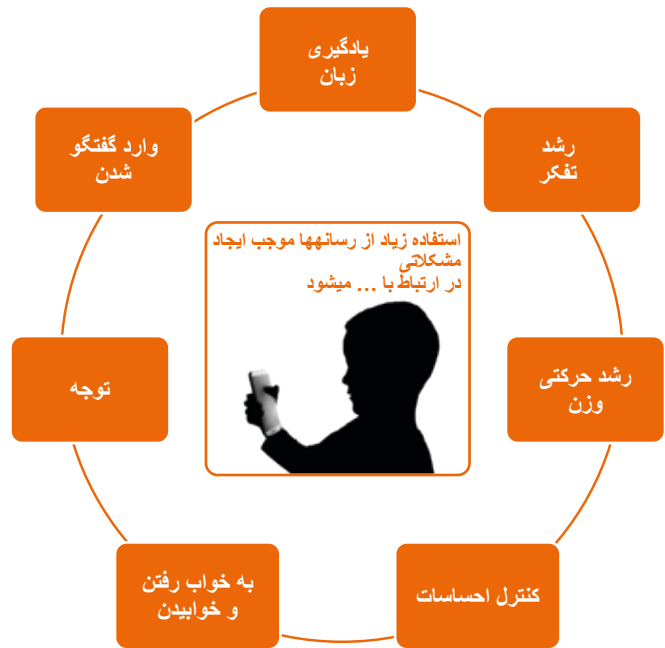 یادگیری
زبان
رشد
تفکر
رشد حرکتی
وزن
کنترل احساسات
به خواب رفتن
و خوابیدن
توجه
وارد گفتگو
شدن
استفاده زیاد از رسانهها موجب ایجاد
مشکلاتی
در ارتباط با ... میشود